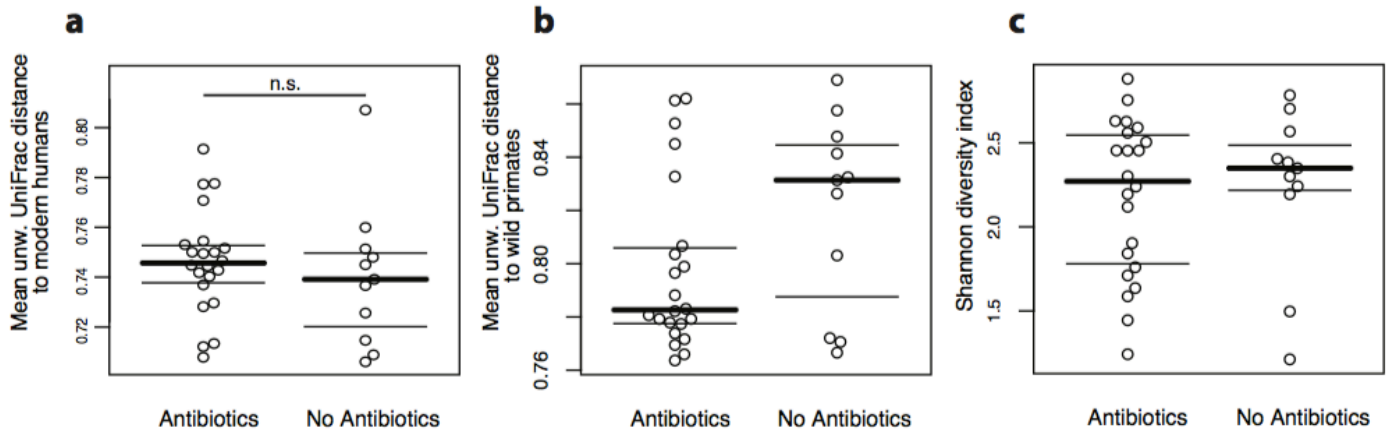 a
Mean unw. UniFrac distance
to modern humans
0.80
0.78
0.76
0.74
0.72
n.s.
Antibiotics
No Antibiotics
b
Mean unw. UniFrac distance
to wild primates
0.84
0.80
0.76
Antibiotics
No Antibiotics
c
Shannon diversity index
2.5
2.0
1.5
Antibiotics
No Antibiotics